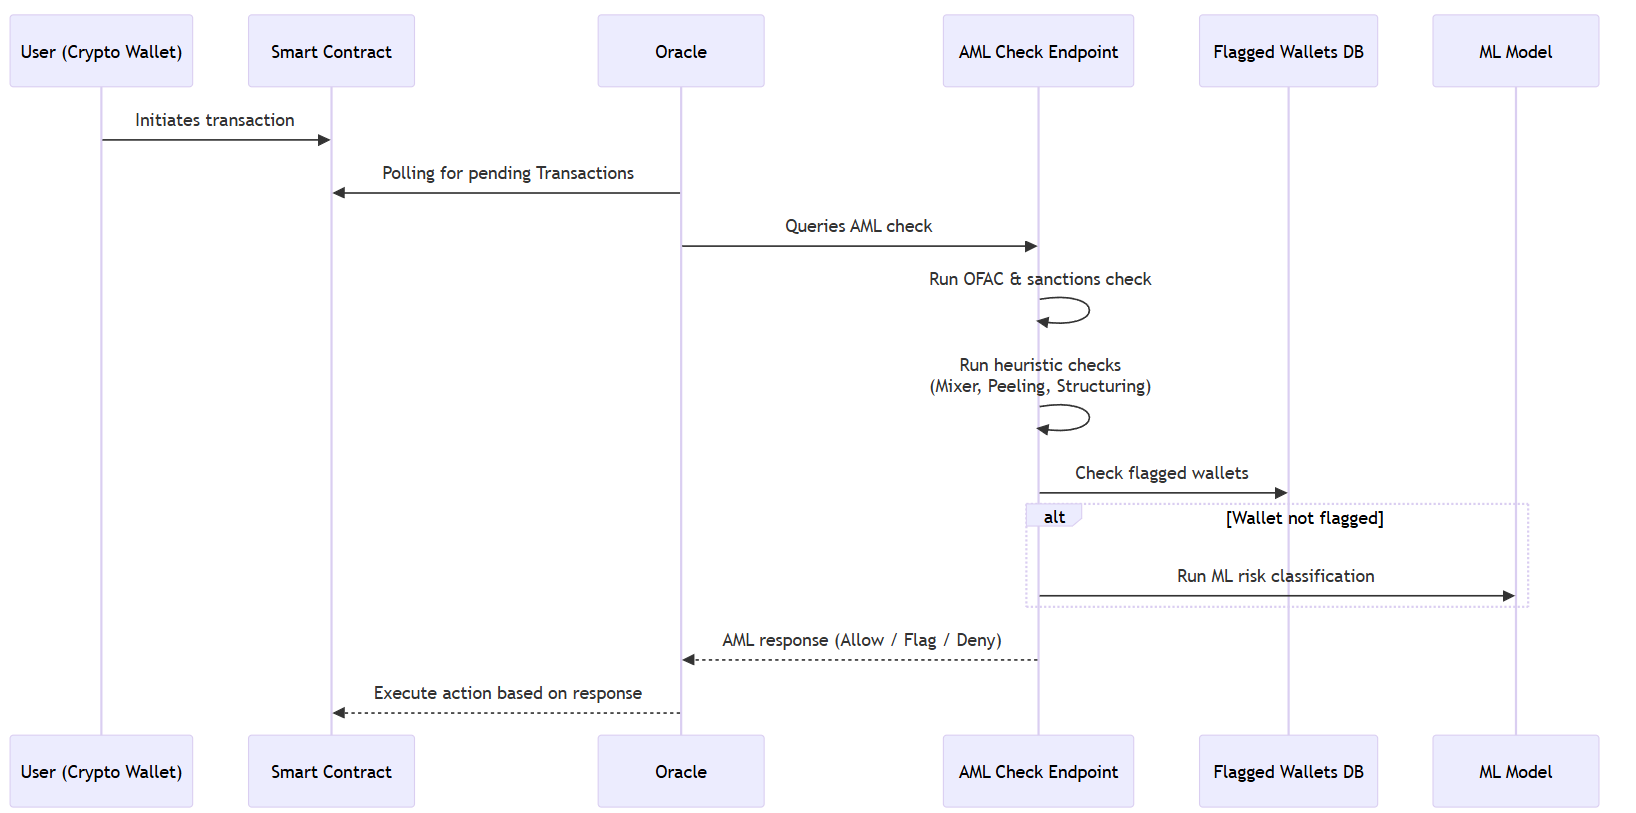 User (Crypto Wallet)
Smart Contract
Oracle
AML Check Endpoint
Flagged Wallets DB
ML Model
Initiates transaction
Polling for pending Transactions
Queries AML check
Run OFAC & sanctions check
Run heuristic checks
(Mixer, Peeling, Structuring)
Check flagged wallets
alt
[Wallet not flagged]
Run ML risk classification
AML response (Allow / Flag / Deny)
Execute action based on response
User (Crypto Wallet)
Smart Contract
Oracle
AML Check Endpoint
Flagged Wallets DB
ML Model